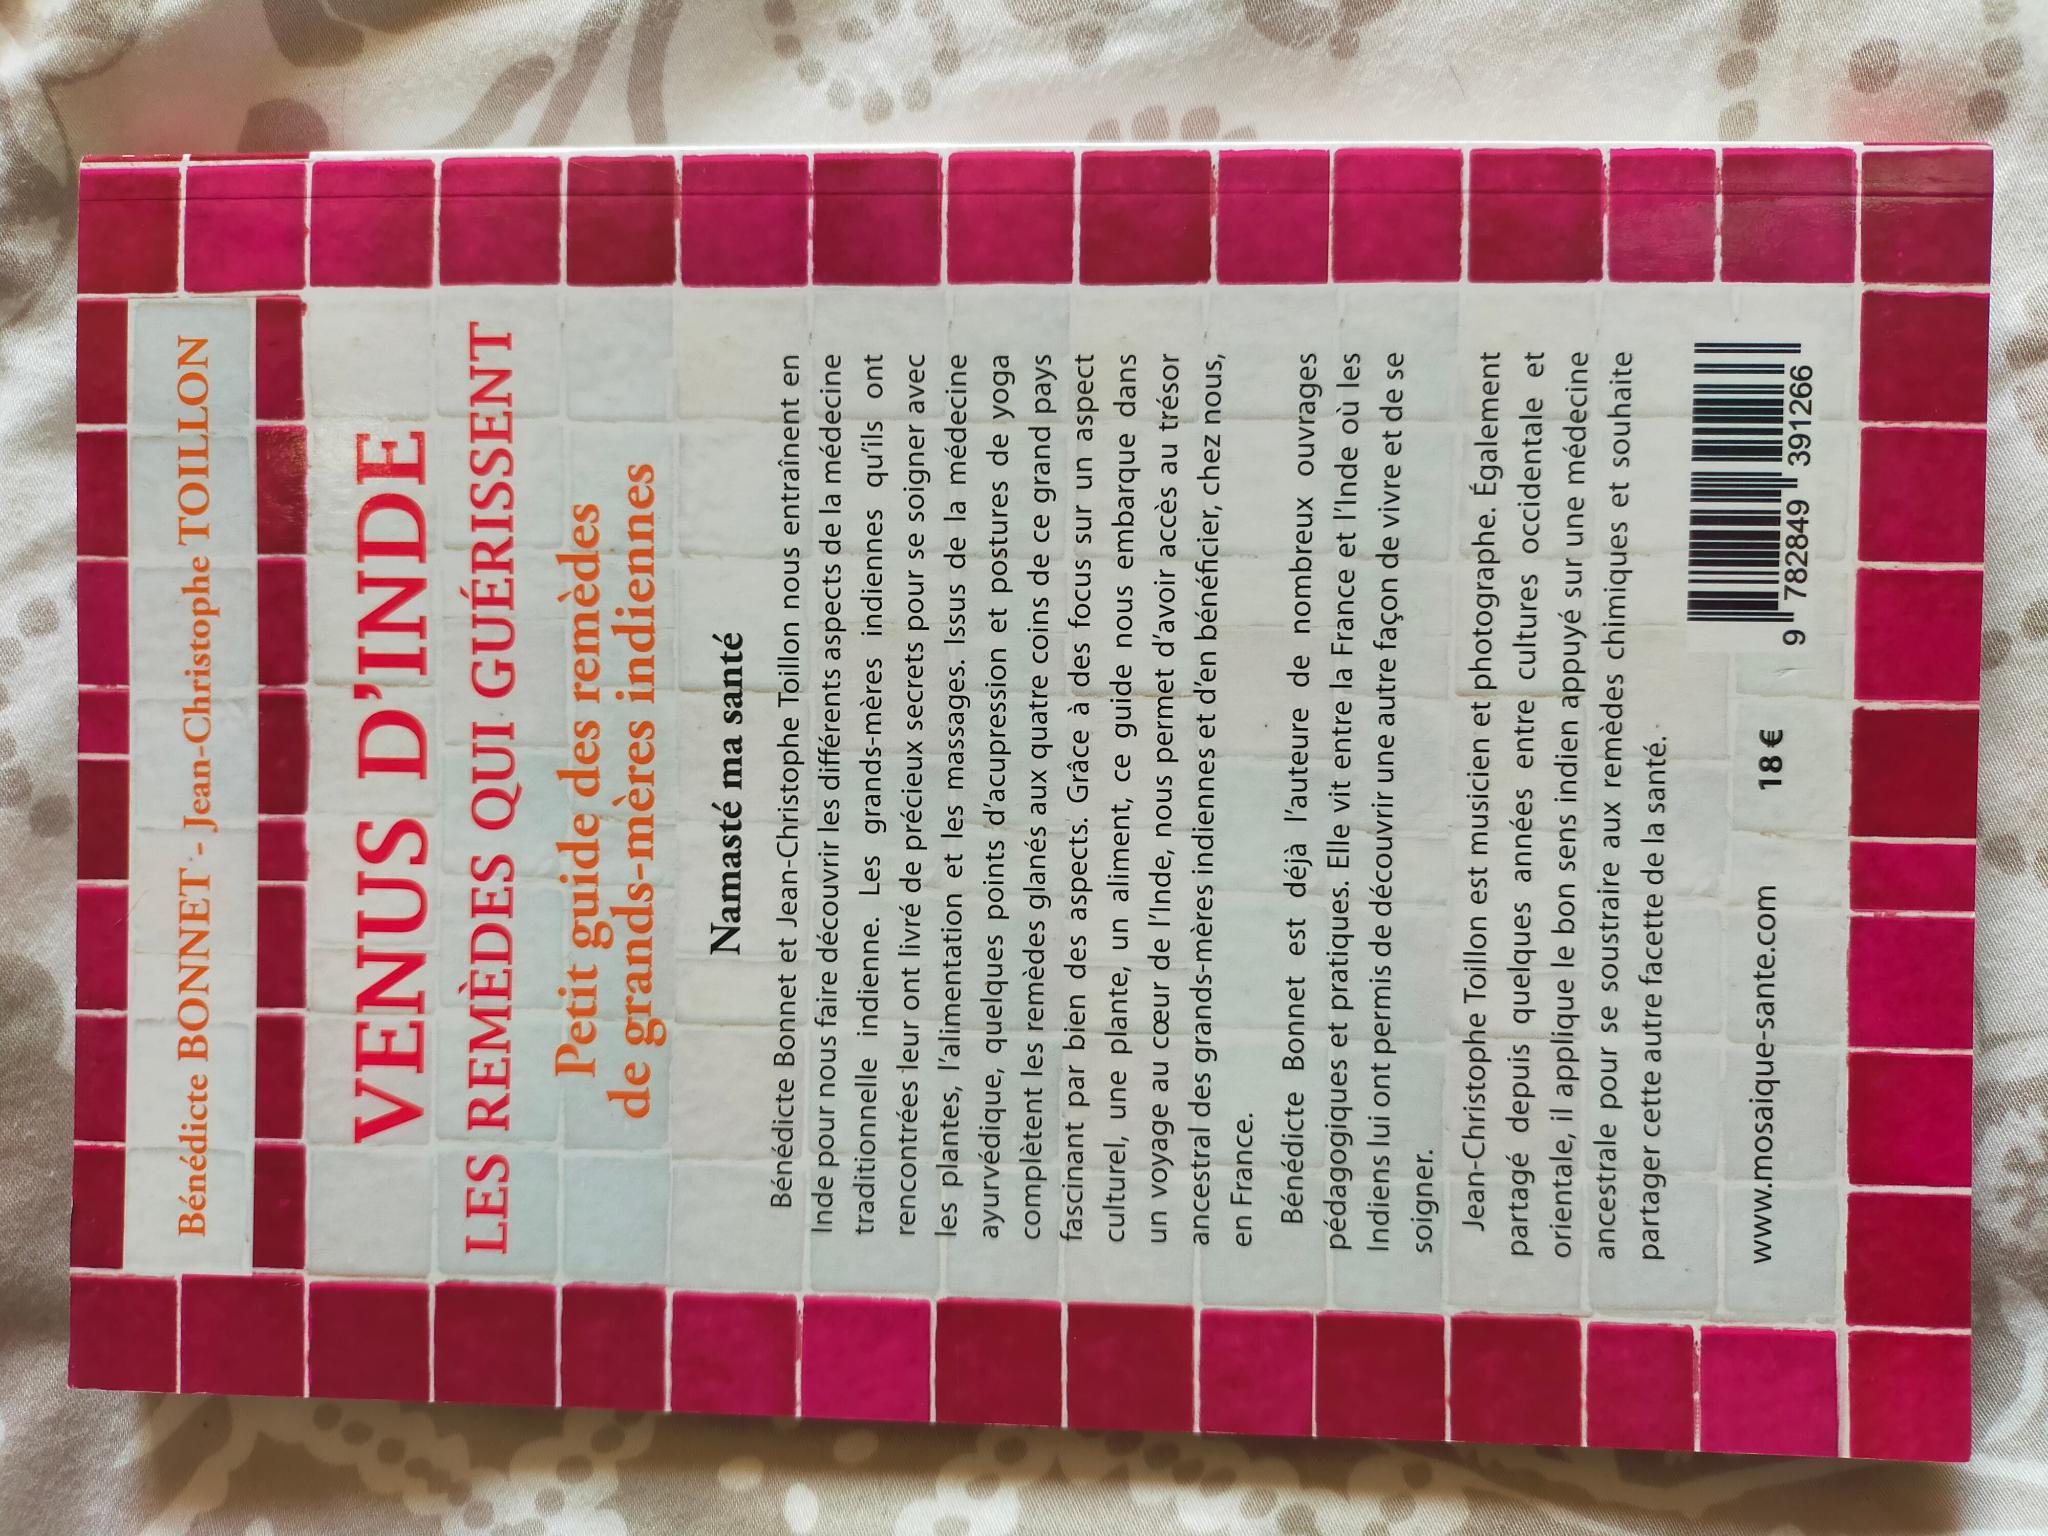 Bénédicte BONNET - Jean-Christophe TOILLON
VENUS D'INDE
LES REMÈDES QUI GUÉRISSENT
Petit guide des remèdes
de grands-mères indiennes
Namasté ma santé
Bénédicte Bonnet et Jean-Christophe Toillon nous entraînent en
Inde pour nous faire découvrir les différents aspects de la médecine
traditionnelle indienne. Les grands-mères indiennes qu'ils ont
rencontrées leur ont livré de précieux secrets pour se soigner avec
les plantes, l'alimentation et les massages. Issus de la médecine
ayurvédique, quelques points d'acupression et postures de yoga
complètent les remèdes glanés aux quatre coins de ce grand pays
fascinant par bien des aspects. Grâce à des focus sur un aspect
culturel, une plante, un aliment, ce guide nous embarque dans
un voyage au cœur de l'Inde, nous permet d'avoir accès au trésor
ancestral des grands-mères indiennes et d'en bénéficier, chez nous,
en France.
Bénédicte Bonnet est déjà l'auteure de nombreux ouvrages
pédagogiques et pratiques. Elle vit entre la France et l'Inde où les
Indiens lui ont permis de découvrir une autre façon de vivre et de se
soigner.
Jean-Christophe Toillon est musicien et photographe. Également
partagé depuis quelques années entre cultures occidentale et
orientale, il applique le bon sens indien appuyé sur une médecine
ancestrale pour se soustraire aux remèdes chimiques et souhaite
partager cette autre facette de la santé.
www.mosaique-sante.com 18 €
9 782849 391266